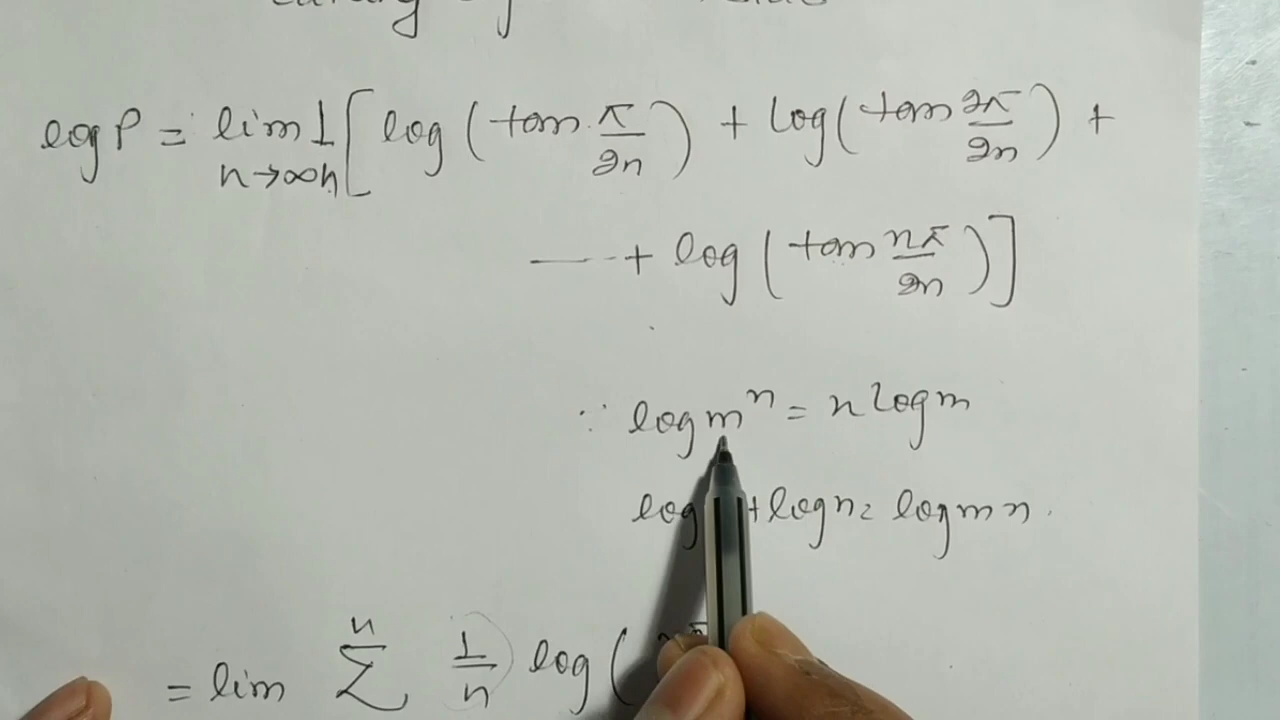 log P = lim n→∞ 1/n [ log ( tan π/2n ) + log ( tan 2π/2n ) +
---- + log ( tan nπ/2n ) ]
∵ log m^n = n log m
log + log n = log m n .
= lim n Σ 1/n log (